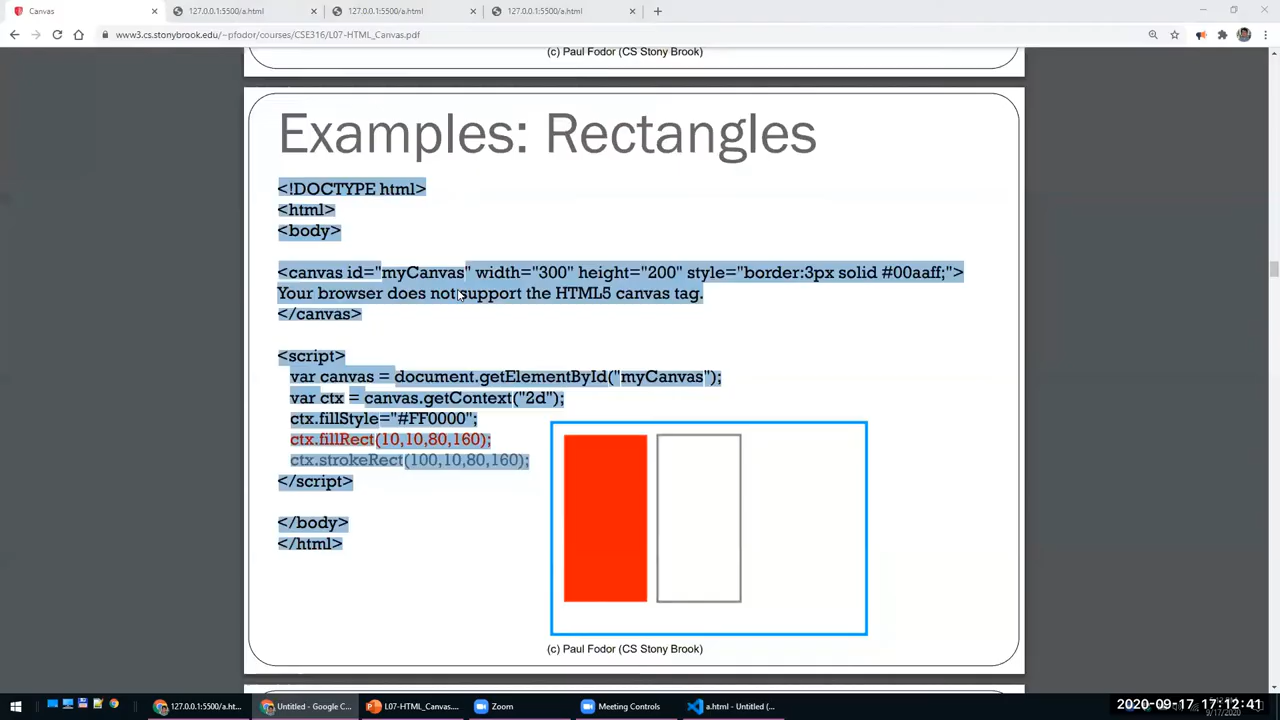 Canvas
127.0.0.1:5500/a.html
127.0.0.1:5500/a.html
127.0.0.1:5500/a.html
www3.cs.stonybrook.edu/~pfodor/courses/CSE316/L07-HTML_Canvas.pdf
(c) Paul Fodor (CS Stony Brook)
Examples: Rectangles
<!DOCTYPE html>
<html>
<body>
<canvas id="myCanvas" width="300" height="200" style="border:3px solid #00aaff;">
Your browser does not support the HTML5 canvas tag.
</canvas>
<script>
var canvas = document.getElementById("myCanvas");
var ctx = canvas.getContext("2d");
ctx.fillStyle="#FF0000";
ctx.fillRect(10,10,80,160);
ctx.strokeRect(100,10,80,160);
</script>
</body>
</html>
(c) Paul Fodor (CS Stony Brook)
127.0.0.1:5500/a.ht...
Untitled - Google C...
L07-HTML_Canvas....
Zoom
Meeting Controls
a.html - Untitled (...
2020-09-17 17:12:41
9/17/2020